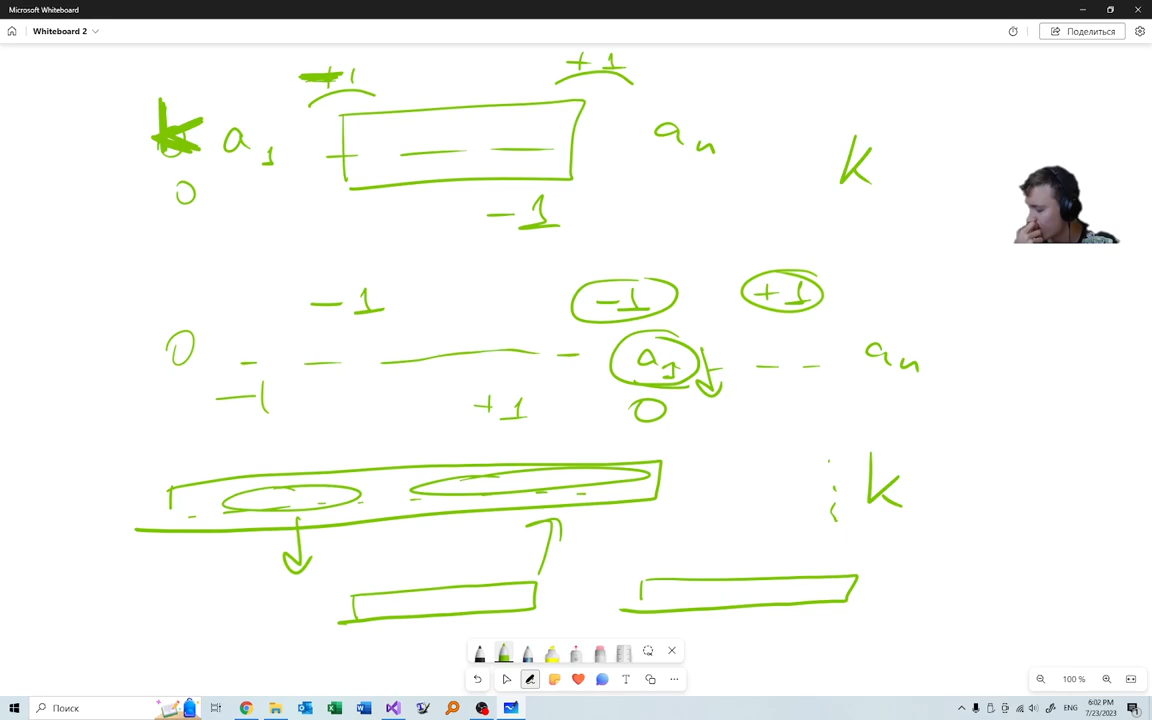 Microsoft Whiteboard
Whiteboard 2
Поделиться
+1
+1
a1
an
k
0
-1
-1
-1
+1
0
a1
an
-1
+1
0
; k
100 %
Поиск
ENG
6:02 PM
7/23/2023